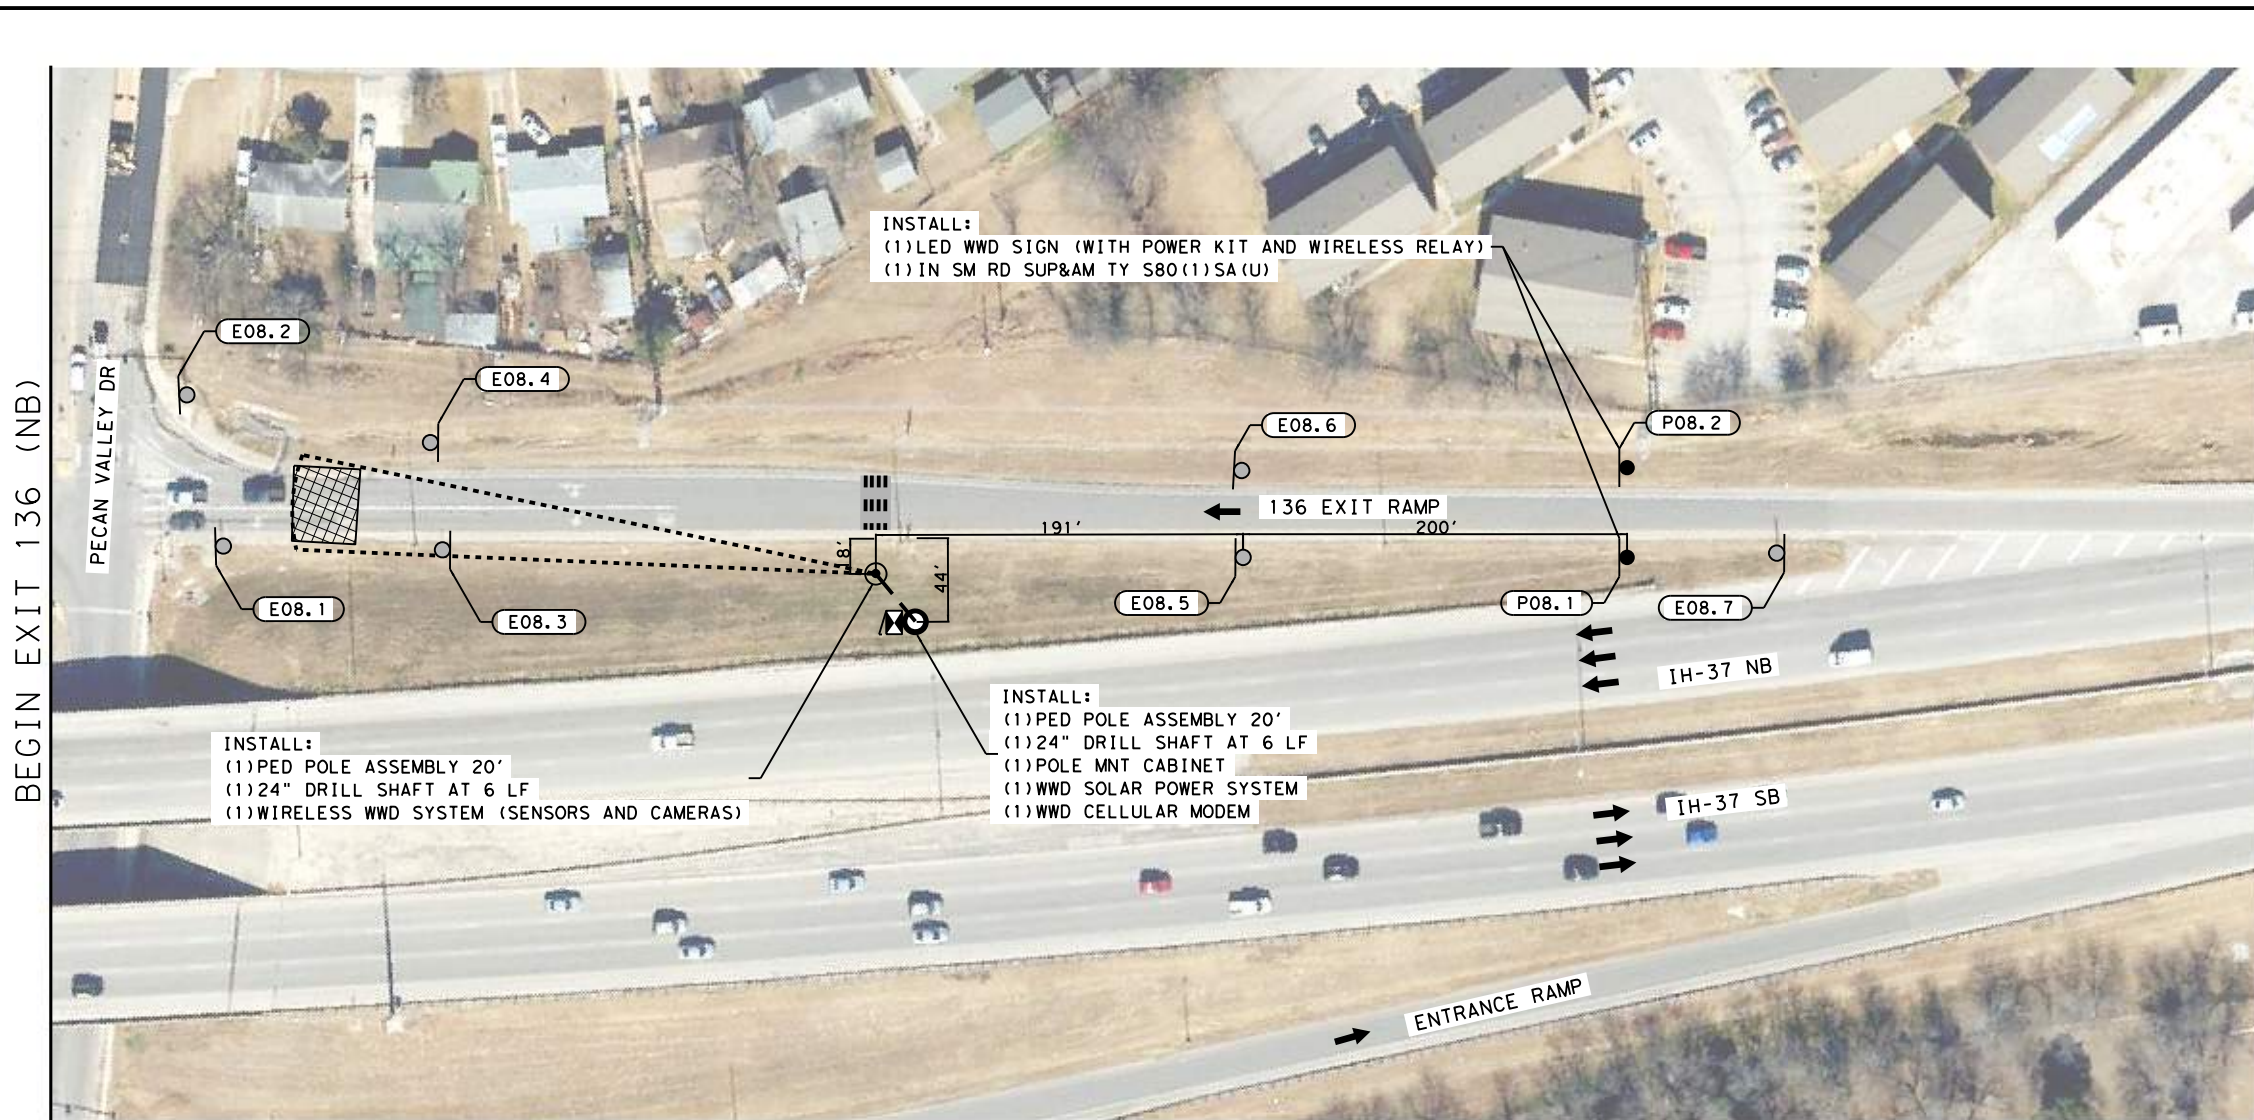 BEGIN EXIT 136 (NB)
PECAN VALLEY DR
INSTALL:
(1)LED WWD SIGN (WITH POWER KIT AND WIRELESS RELAY)
(1)IN SM RD SUP&AM TY S80(1)SA(U)
E08.2
E08.4
E08.6
P08.2
136 EXIT RAMP
191'
200'
18'
44'
E08.1
E08.3
E08.5
P08.1
E08.7
IH-37 NB
INSTALL:
(1)PED POLE ASSEMBLY 20'
(1)24" DRILL SHAFT AT 6 LF
(1)POLE MNT CABINET
(1)WWD SOLAR POWER SYSTEM
(1)WWD CELLULAR MODEM
INSTALL:
(1)PED POLE ASSEMBLY 20'
(1)24" DRILL SHAFT AT 6 LF
(1)WIRELESS WWD SYSTEM (SENSORS AND CAMERAS)
IH-37 SB
ENTRANCE RAMP